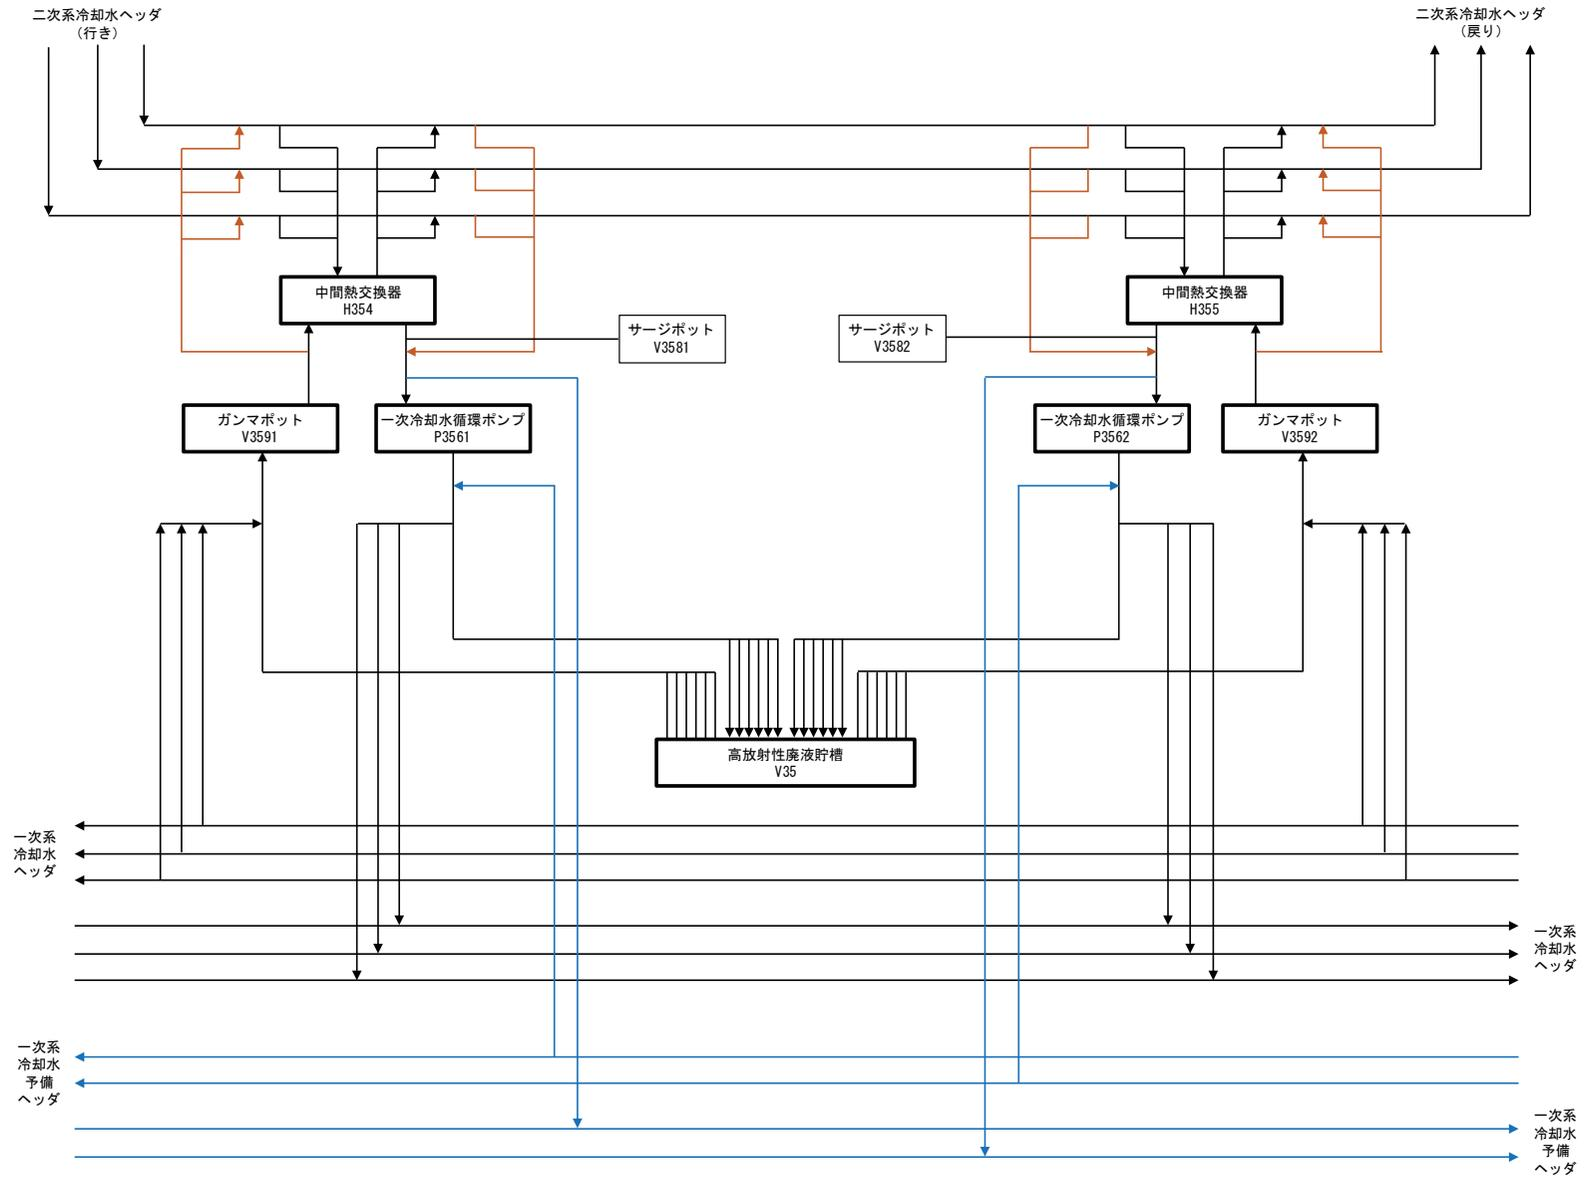 二次系冷却水ヘッダ
（行き）
二次系冷却水ヘッダ
（戻り）
中間熱交換器
H354
中間熱交換器
H355
サージポット
V3581
サージポット
V3582
ガンマポット
V3591
一次冷却水循環ポンプ
P3561
一次冷却水循環ポンプ
P3562
ガンマポット
V3592
高放射性廃液貯槽
V35
一次系
冷却水
ヘッダ
一次系
冷却水
ヘッダ
一次系
冷却水
予備
ヘッダ
一次系
冷却水
予備
ヘッダ